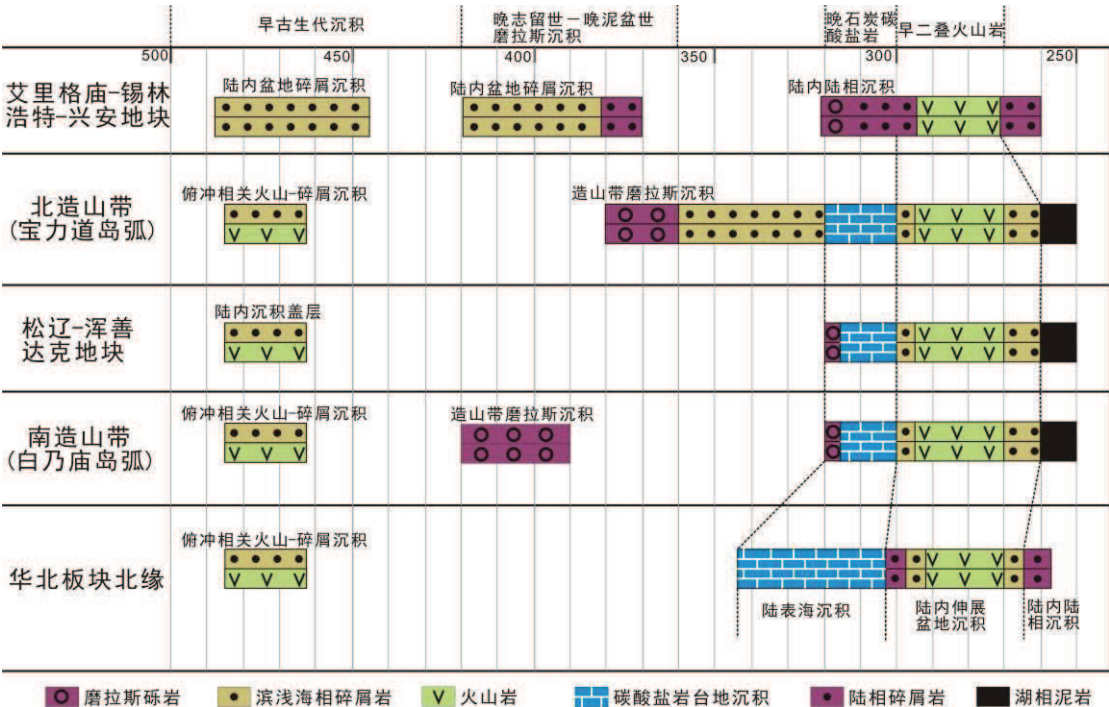 早古生代沉积
晚志留世－晚泥盆世
磨拉斯沉积
晚石炭碳
酸盐岩
早二叠火山岩
500
450
400
350
300
250
艾里格庙-锡林
浩特-兴安地块
陆内盆地碎屑沉积
陆内盆地碎屑沉积
陆内陆相沉积
北造山带
(宝力道岛弧)
俯冲相关火山-碎屑沉积
造山带磨拉斯沉积
松辽-浑善
达克地块
陆内沉积盖层
南造山带
(白乃庙岛弧)
俯冲相关火山-碎屑沉积
造山带磨拉斯沉积
华北板块北缘
俯冲相关火山-碎屑沉积
陆表海沉积
陆内伸展
盆地沉积
陆内陆
相沉积
磨拉斯砾岩
滨浅海相碎屑岩
火山岩
碳酸盐岩台地沉积
陆相碎屑岩
湖相泥岩